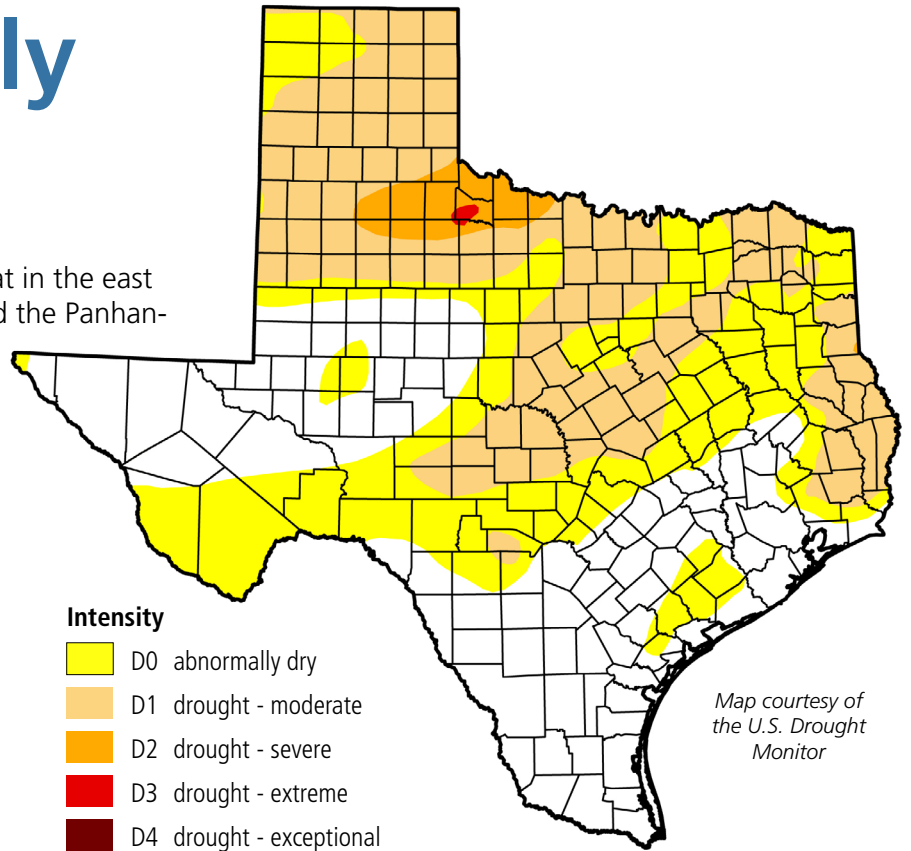 ly
at in the east
d the Panhan-
Intensity
D0 abnormally dry
D1 drought - moderate
D2 drought - severe
D3 drought - extreme
D4 drought - exceptional
Map courtesy of
the U.S. Drought
Monitor